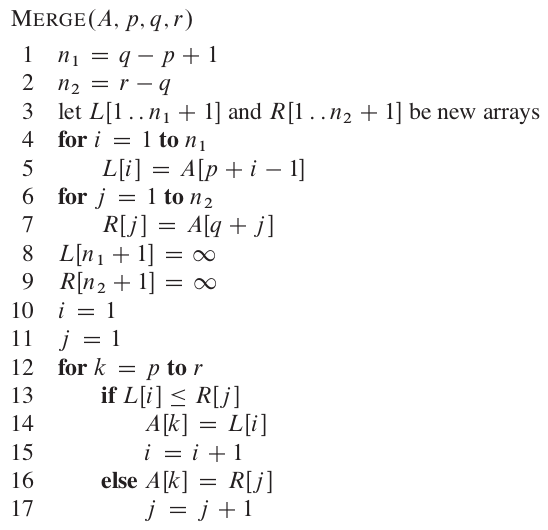 MERGE(A, p, q, r)
1 n₁ = q − p + 1
2 n₂ = r − q
3 let L[1 . . n₁ + 1] and R[1 . . n₂ + 1] be new arrays
4 for i = 1 to n₁
5 L[i] = A[p + i − 1]
6 for j = 1 to n₂
7 R[j] = A[q + j]
8 L[n₁ + 1] = ∞
9 R[n₂ + 1] = ∞
10 i = 1
11 j = 1
12 for k = p to r
13 if L[i] ≤ R[j]
14 A[k] = L[i]
15 i = i + 1
16 else A[k] = R[j]
17 j = j + 1